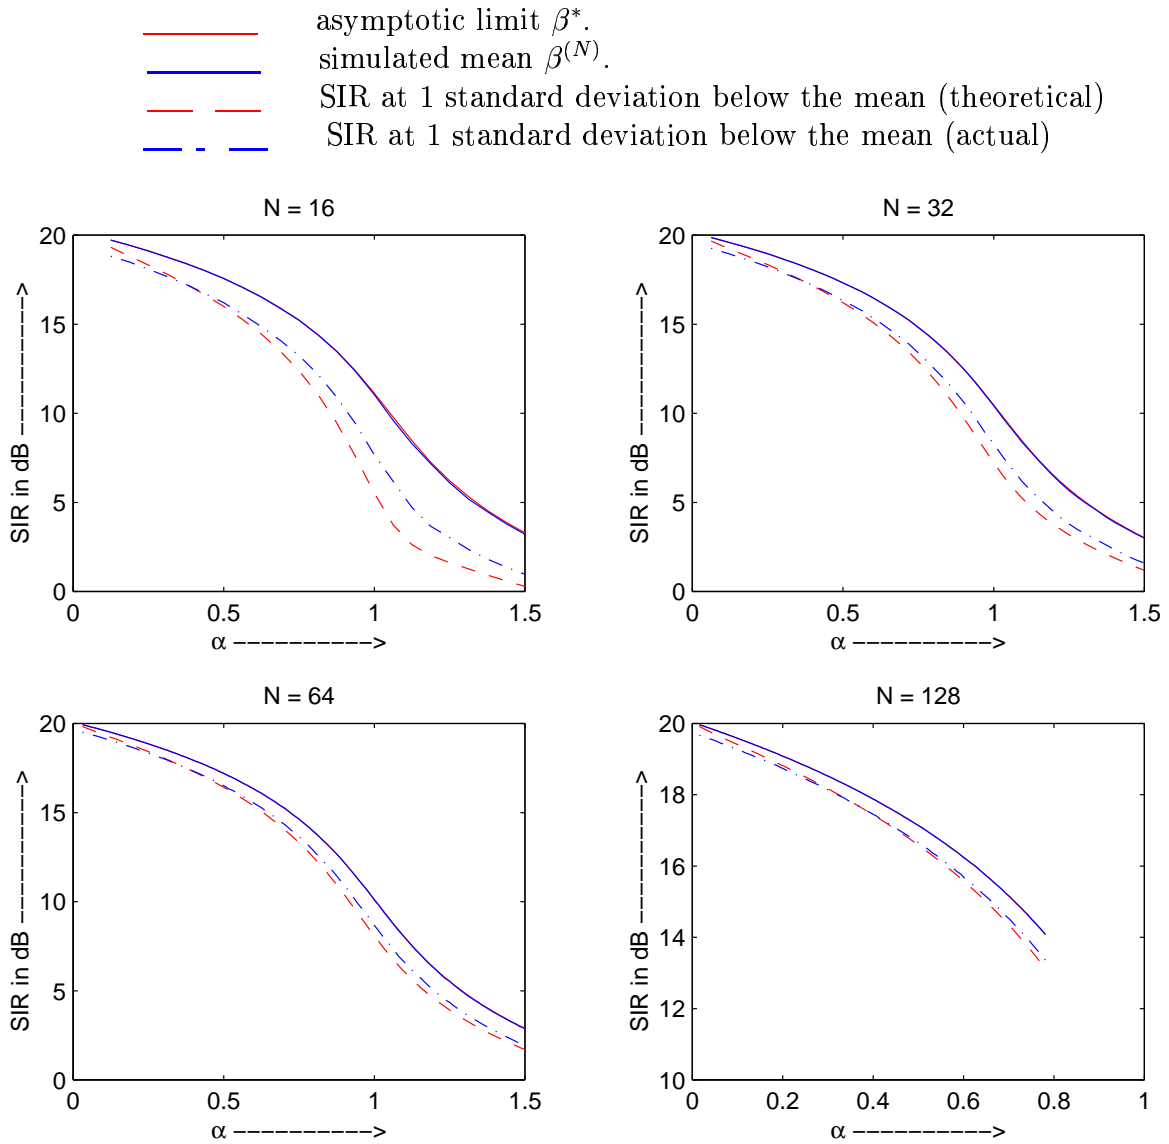 asymptotic limit β*.
simulated mean β^(N).
SIR at 1 standard deviation below the mean (theoretical)
SIR at 1 standard deviation below the mean (actual)
N = 16
20
15
10
5
0
0 0.5 1 1.5
SIR in dB ----------->
α ----------->
N = 32
20
15
10
5
0
0 0.5 1 1.5
SIR in dB ----------->
α ----------->
N = 64
20
15
10
5
0
0 0.5 1 1.5
SIR in dB ----------->
α ----------->
N = 128
20
18
16
14
12
10
0 0.2 0.4 0.6 0.8 1
SIR in dB ----------->
α ----------->